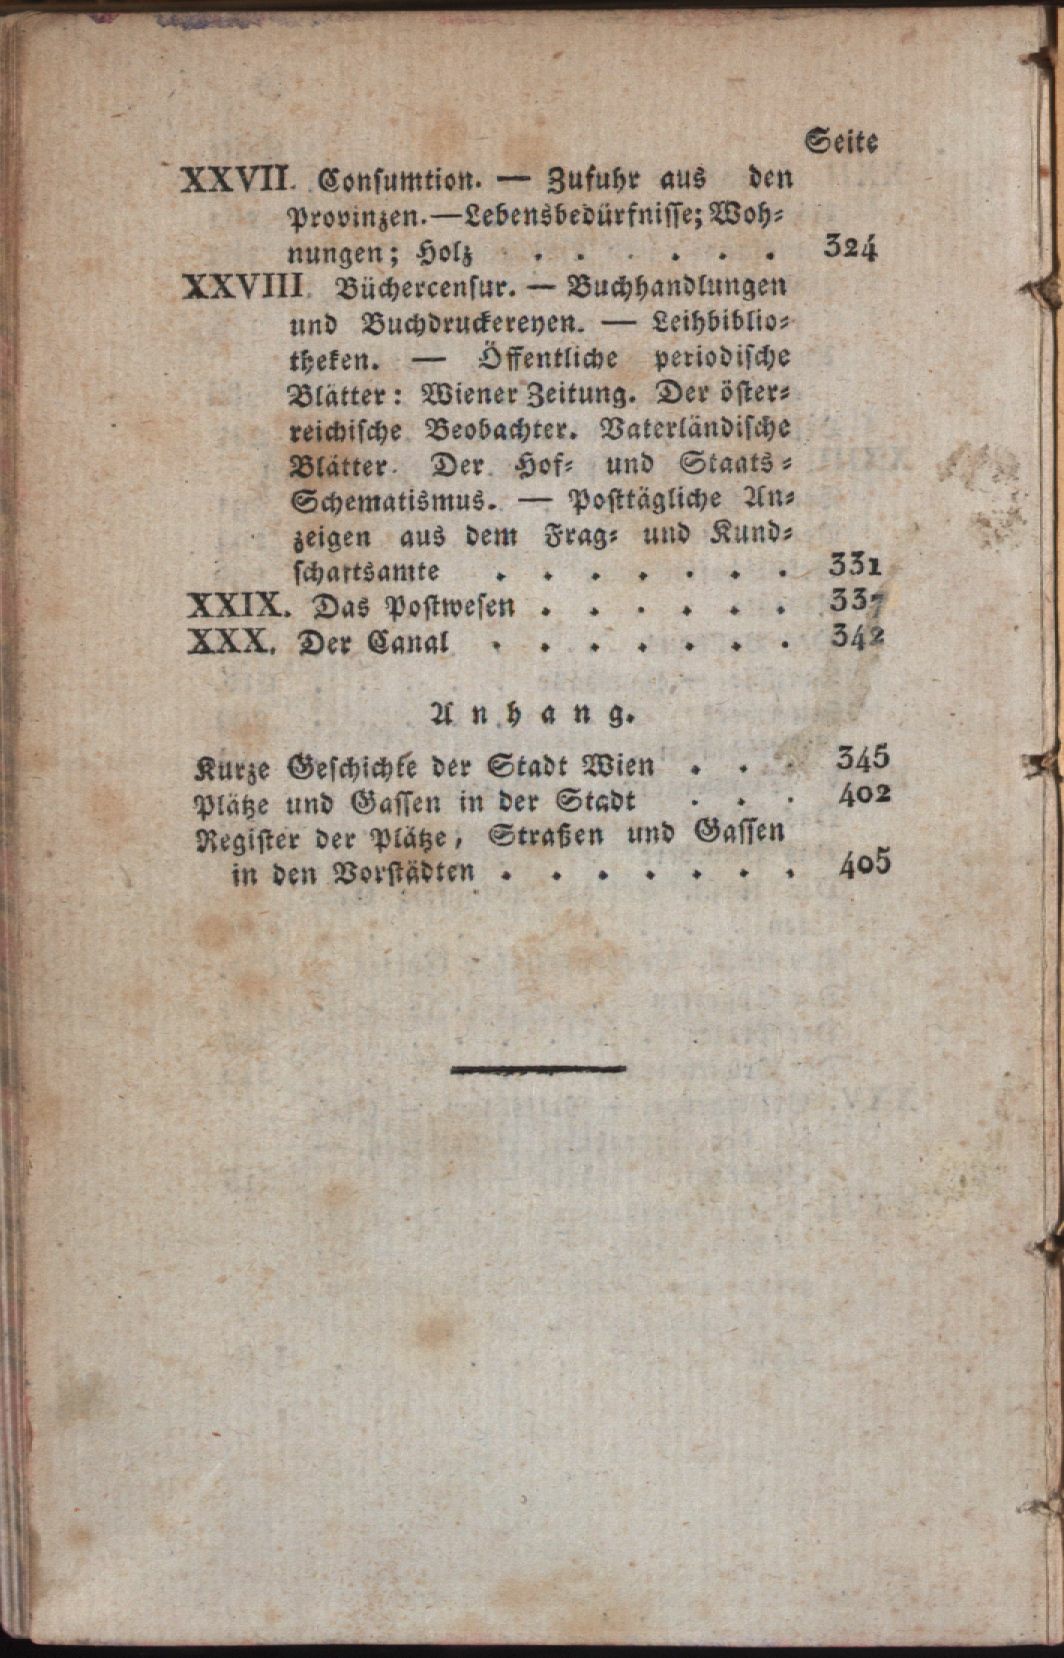 Seite
XXVII. Consumtion. — Zufuhr aus den
Provinzen. — Lebensbedürfnisse; Woh-
nungen; Holz . . . . . . 324
XXVIII. Büchercensur. — Buchhandlungen
und Buchdruckereyen. — Leihbiblio-
theken. — Öffentliche periodische
Blätter: Wiener Zeitung. Der öster-
reichische Beobachter. Vaterländische
Blätter. Der Hof- und Staats-
Schematismus. — Posttägliche An-
zeigen aus dem Frag- und Kund-
schaftsamte . . . . . . . 331
XXIX. Das Postwesen . . . . . . 337
XXX. Der Canal . . . . . . . 342
Anhang.
Kurze Geschichte der Stadt Wien . . . 345
Plätze und Gassen in der Stadt . . . 402
Register der Plätze, Straßen und Gassen
in den Vorstädten . . . . . . . 405